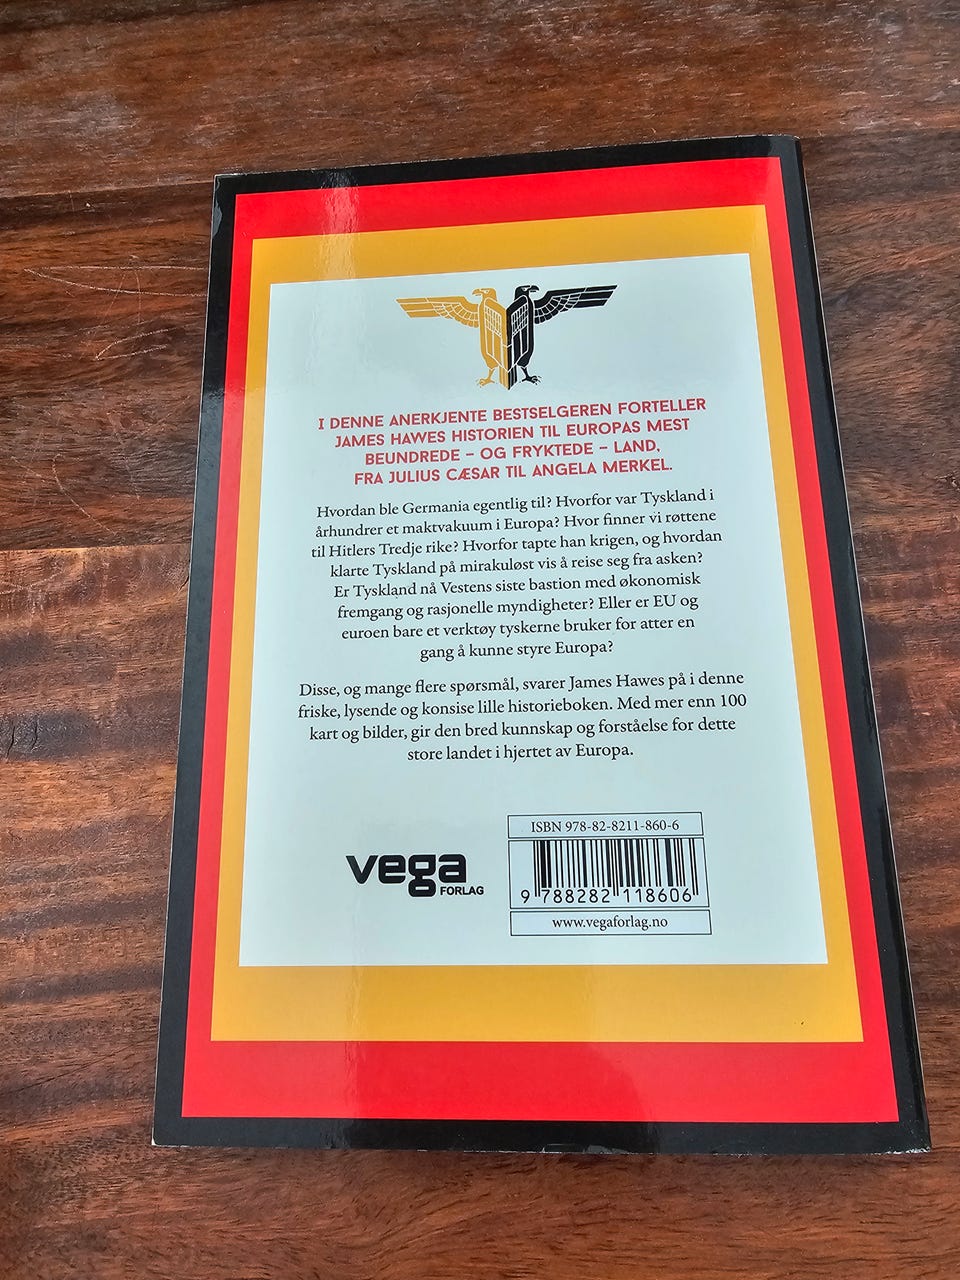 I DENNE ANERKJENTE BESTSELGEREN FORTELLER
JAMES HAWES HISTORIEN TIL EUROPAS MEST
BEUNDREDE – OG FRYKTEDE – LAND,
FRA JULIUS CÆSAR TIL ANGELA MERKEL.
Hvordan ble Germania egentlig til? Hvorfor var Tyskland i
århundrer et maktvakuum i Europa? Hvor finner vi røttene
til Hitlers Tredje rike? Hvorfor tapte han krigen, og hvordan
klarte Tyskland på mirakuløst vis å reise seg fra asken?
Er Tyskland nå Vestens siste bastion med økonomisk
fremgang og rasjonelle myndigheter? Eller er EU og
euroen bare et verktøy tyskerne bruker for atter en
gang å kunne styre Europa?
Disse, og mange flere spørsmål, svarer James Hawes på i denne
friske, lysende og konsise lille historieboken. Med mer enn 100
kart og bilder, gir den bred kunnskap og forståelse for dette
store landet i hjertet av Europa.
vega
FORLAG
ISBN 978-82-8211-860-6
9 788282 118606
www.vegaforlag.no